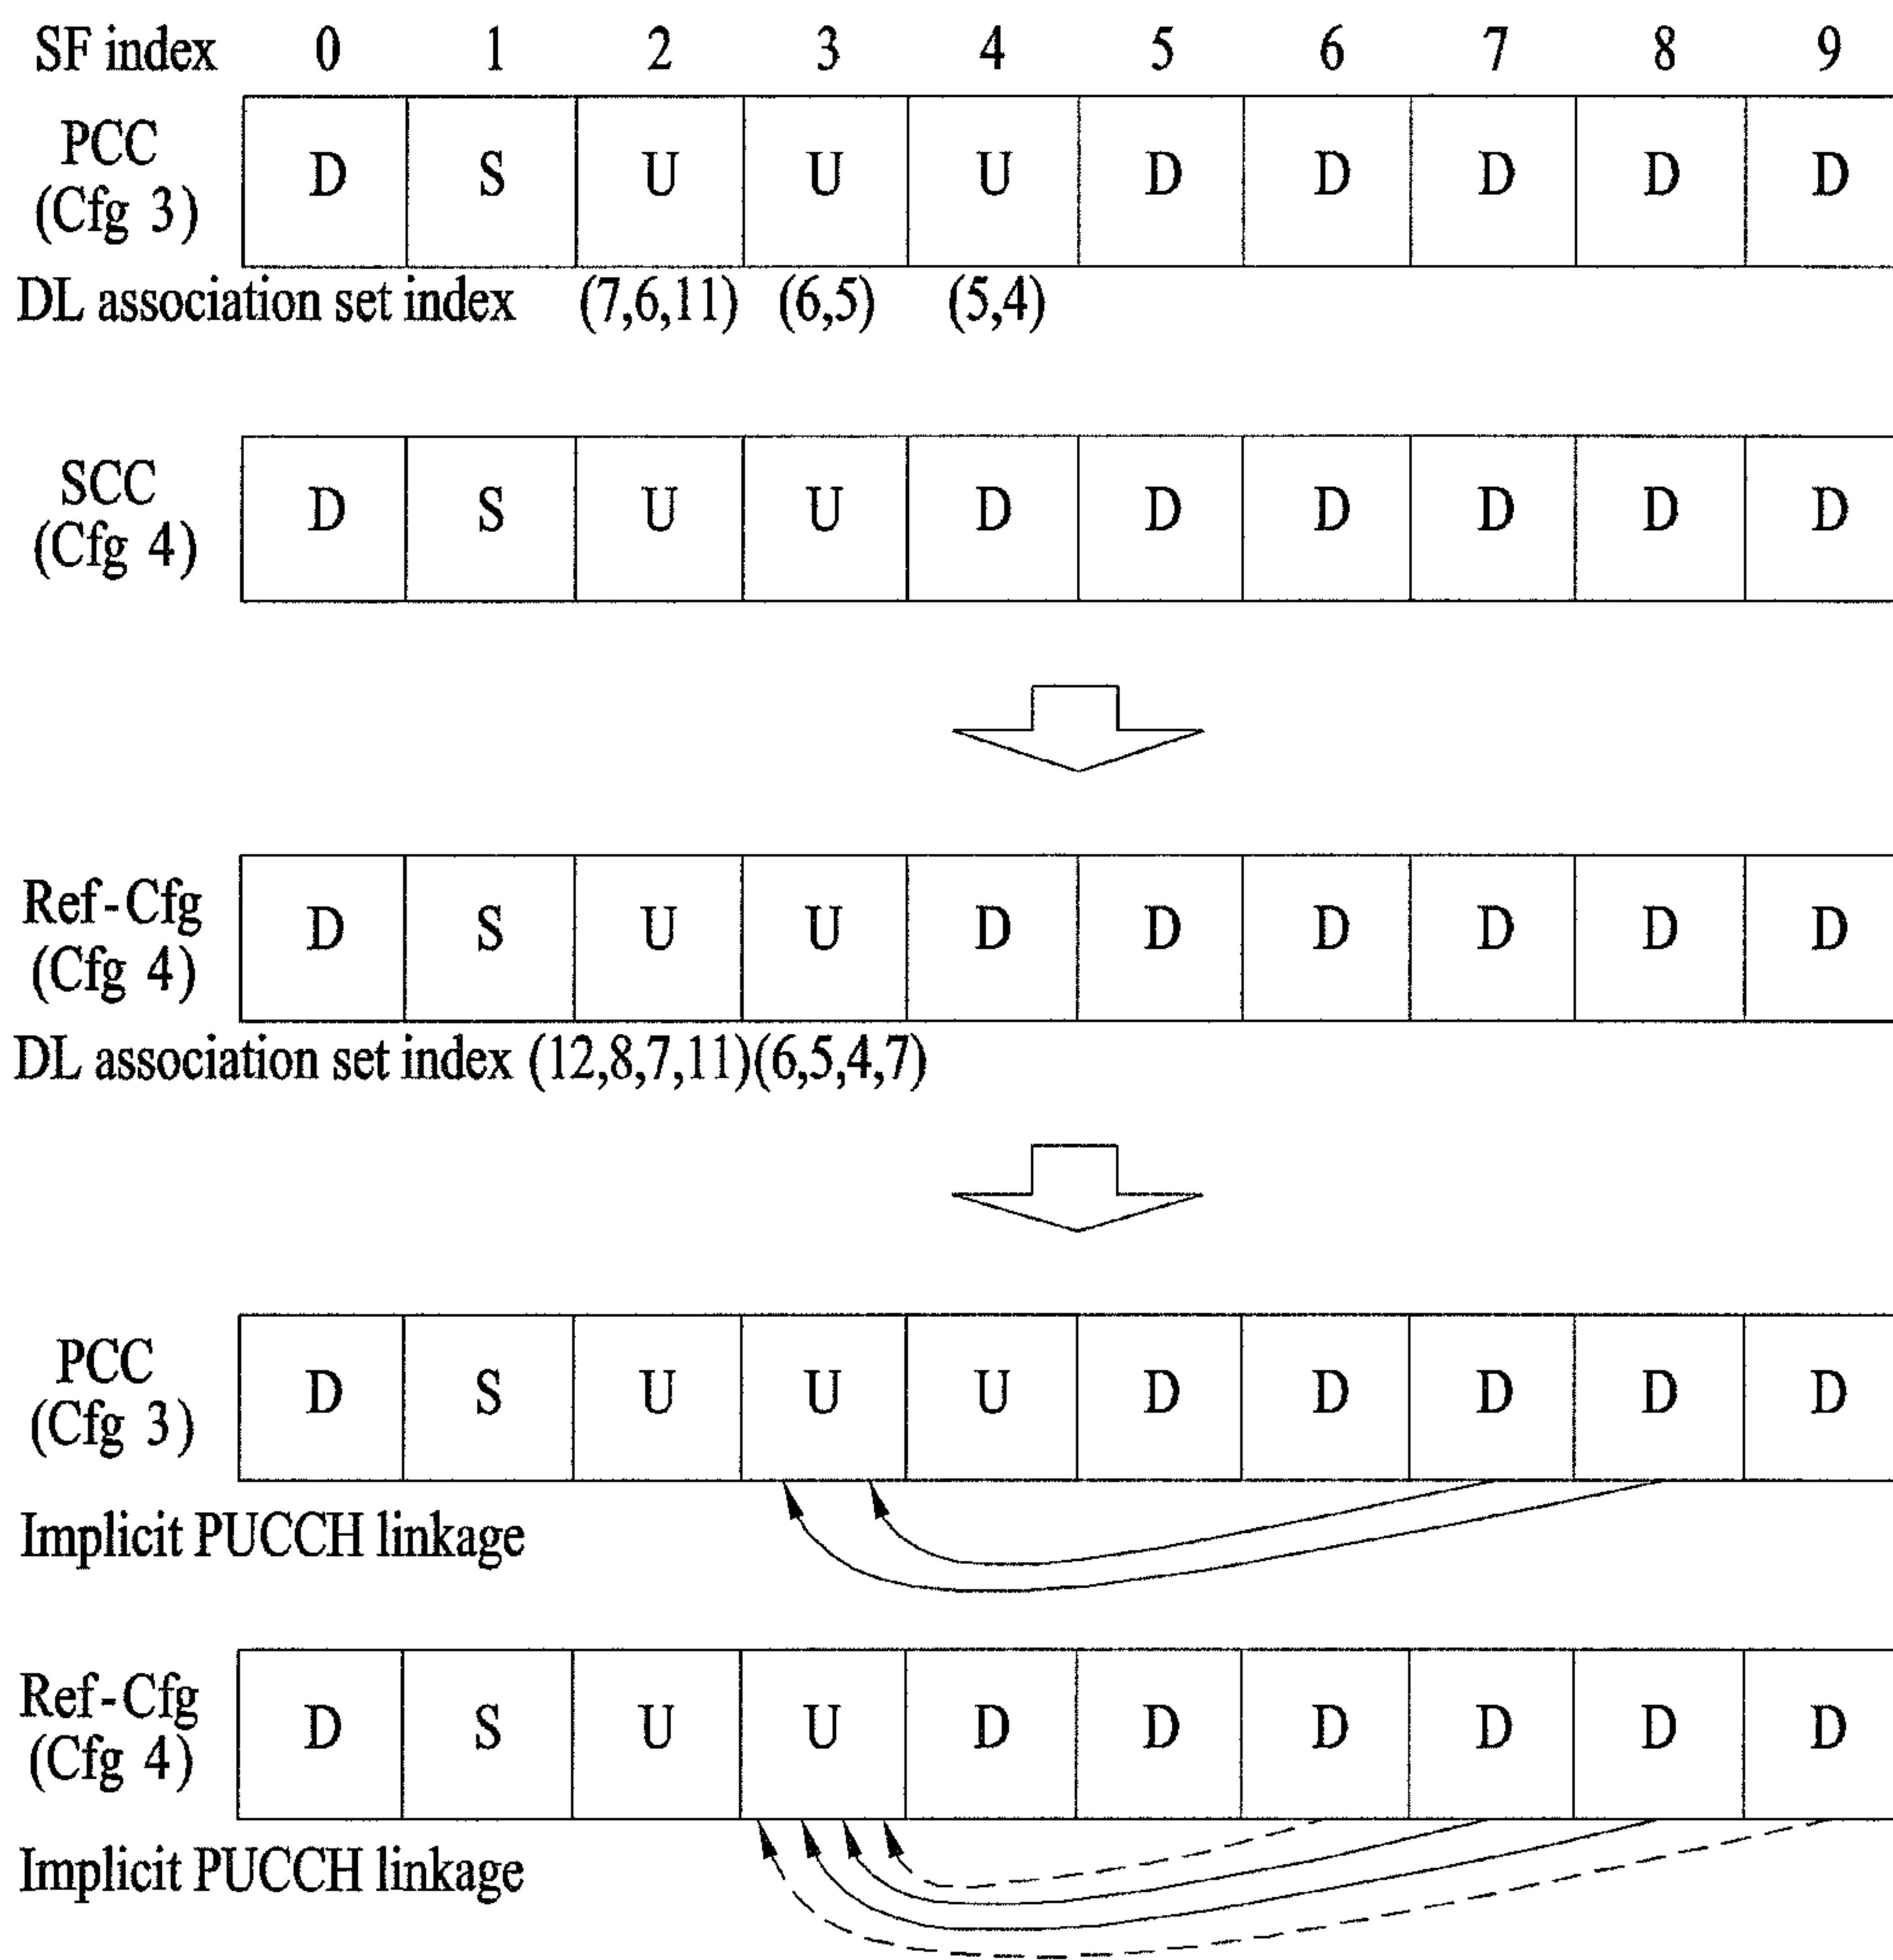 SF index 0 1 2 3 4 5 6 7 8 9
PCC
(Cfg 3)
D S U U U D D D D D
DL association set index (7,6,11) (6,5) (5,4)
SCC
(Cfg 4)
D S U U D D D D D D
Ref-Cfg
(Cfg 4)
D S U U D D D D D D
DL association set index (12,8,7,11)(6,5,4,7)
PCC
(Cfg 3)
D S U U U D D D D D
Implicit PUCCH linkage
Ref-Cfg
(Cfg 4)
D S U U D D D D D D
Implicit PUCCH linkage